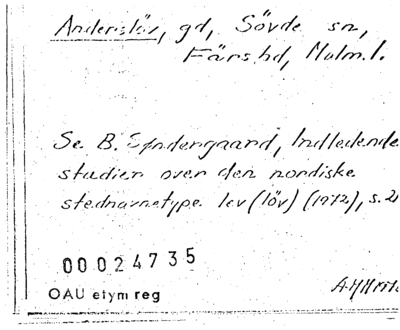 Anderslöv, gd, Sövde sn,
Färs hd, Malm. l.
Se B. Søndergaard, Indledende
studier over den nordiske
stednavnetype lev (löv) (1972), s. 2
00024735
OAU etym reg